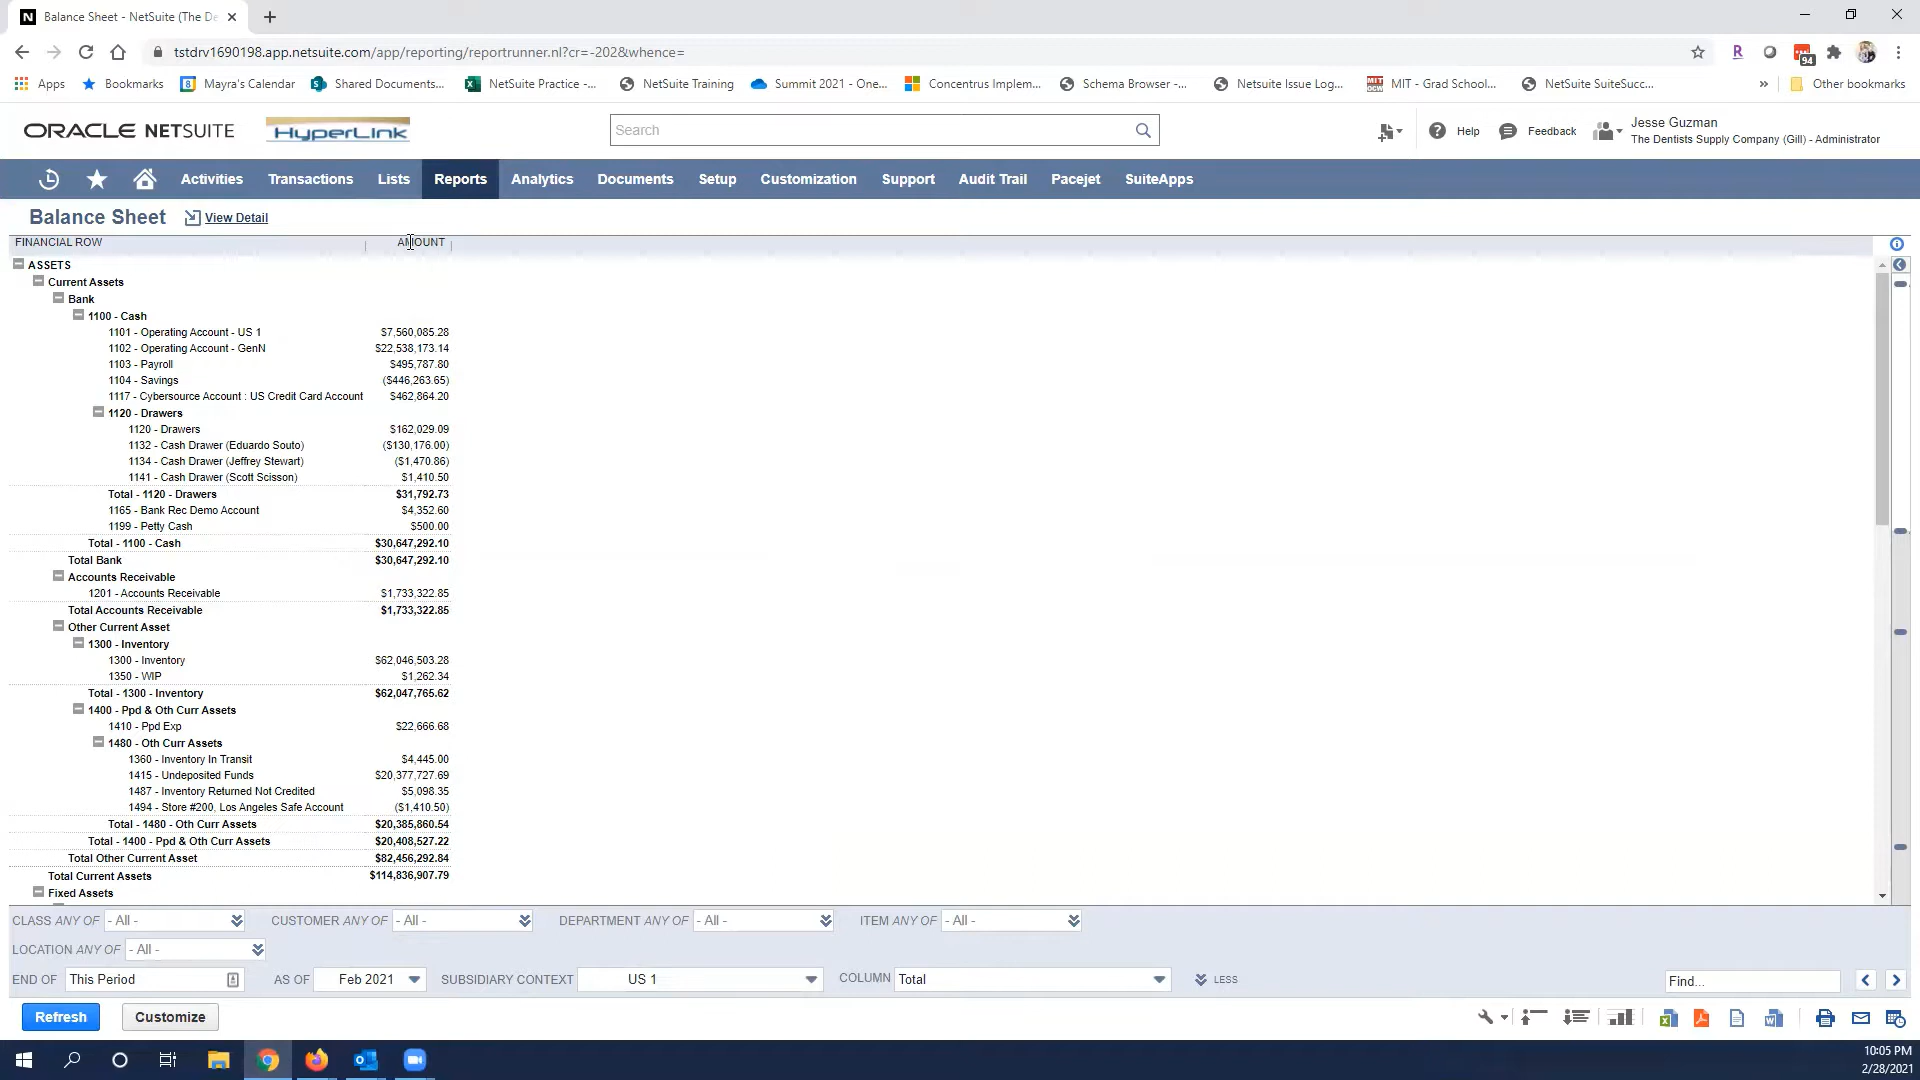 Balance Sheet - NetSuite (The De
tstdrv1690198.app.netsuite.com/app/reporting/reportrunner.nl?cr=-202&whence=
94
Apps Bookmarks 8 Mayra's Calendar Shared Documents... NetSuite Practice -... NetSuite Training Summit 2021 - One... Concentrus Implem... Schema Browser -... Netsuite Issue Log... MIT - Grad School... NetSuite SuiteSucc... » Other bookmarks
ORACLE NETSUITE HyperLink Search Help Feedback Jesse Guzman
The Dentists Supply Company (Gill) - Administrator
Activities Transactions Lists Reports Analytics Documents Setup Customization Support Audit Trail Pacejet SuiteApps
Balance Sheet View Detail
FINANCIAL ROW AMOUNT
ASSETS
Current Assets
Bank
1100 - Cash
1101 - Operating Account - US 1 $7,560,085.28
1102 - Operating Account - GenN $22,538,173.14
1103 - Payroll $495,787.80
1104 - Savings ($446,263.65)
1117 - Cybersource Account : US Credit Card Account $462,864.20
1120 - Drawers
1120 - Drawers $162,029.09
1132 - Cash Drawer (Eduardo Souto) ($130,176.00)
1134 - Cash Drawer (Jeffrey Stewart) ($1,470.86)
1141 - Cash Drawer (Scott Scisson) $1,410.50
Total - 1120 - Drawers $31,792.73
1165 - Bank Rec Demo Account $4,352.60
1199 - Petty Cash $500.00
Total - 1100 - Cash $30,647,292.10
Total Bank $30,647,292.10
Accounts Receivable
1201 - Accounts Receivable $1,733,322.85
Total Accounts Receivable $1,733,322.85
Other Current Asset
1300 - Inventory
1300 - Inventory $62,046,503.28
1350 - WIP $1,262.34
Total - 1300 - Inventory $62,047,765.62
1400 - Ppd & Oth Curr Assets
1410 - Ppd Exp $22,666.68
1480 - Oth Curr Assets
1360 - Inventory In Transit $4,445.00
1415 - Undeposited Funds $20,377,727.69
1487 - Inventory Returned Not Credited $5,098.35
1494 - Store #200, Los Angeles Safe Account ($1,410.50)
Total - 1480 - Oth Curr Assets $20,385,860.54
Total - 1400 - Ppd & Oth Curr Assets $20,408,527.22
Total Other Current Asset $82,456,292.84
Total Current Assets $114,836,907.79
Fixed Assets
CLASS ANY OF - All - CUSTOMER ANY OF - All - DEPARTMENT ANY OF - All - ITEM ANY OF - All -
LOCATION ANY OF - All -
END OF This Period AS OF Feb 2021 SUBSIDIARY CONTEXT US 1 COLUMN Total LESS Find...
Refresh Customize
10:05 PM
2/28/2021